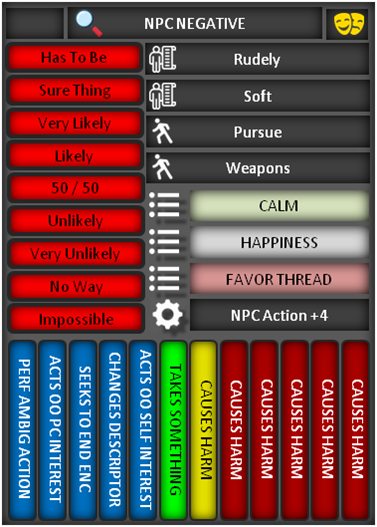 NPC NEGATIVE
Has To Be
Sure Thing
Very Likely
Likely
50 / 50
Unlikely
Very Unlikely
No Way
Impossible
Rudely
Soft
Pursue
Weapons
CALM
HAPPINESS
FAVOR THREAD
NPC Action +4
PERF AMBIG ACTION
ACTS OO PC INTEREST
SEEKS TO END ENC
CHANGES DESCRIPTOR
ACTS OO SELF INTEREST
TAKES SOMETHING
CAUSES HARM
CAUSES HARM
CAUSES HARM
CAUSES HARM
CAUSES HARM
CAUSES HARM